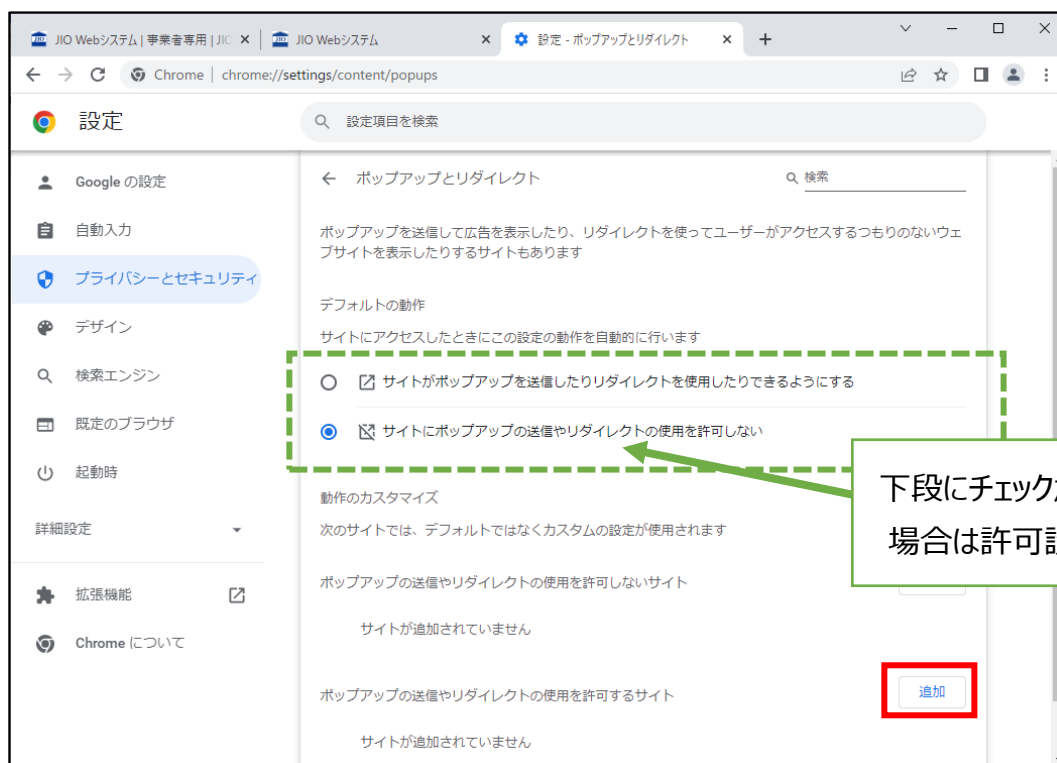 JIO Webシステム | 事業者専用 | JIO
JIO Webシステム
設定 - ポップアップとリダイレクト
Chrome | chrome://settings/content/popups
設定
設定項目を検索
Google の設定
自動入力
プライバシーとセキュリティ
デザイン
検索エンジン
既定のブラウザ
起動時
詳細設定
拡張機能
Chrome について
ポップアップとリダイレクト
検索
ポップアップを送信して広告を表示したり、リダイレクトを使ってユーザーがアクセスするつもりのないウェ
ブサイトを表示したりするサイトもあります
デフォルトの動作
サイトにアクセスしたときにこの設定の動作を自動的に行います
サイトがポップアップを送信したりリダイレクトを使用したりできるようにする
サイトにポップアップの送信やリダイレクトの使用を許可しない
下段にチェック
場合は許可
動作のカスタマイズ
次のサイトでは、デフォルトではなくカスタムの設定が使用されます
ポップアップの送信やリダイレクトの使用を許可しないサイト
サイトが追加されていません
ポップアップの送信やリダイレクトの使用を許可するサイト
追加
サイトが追加されていません